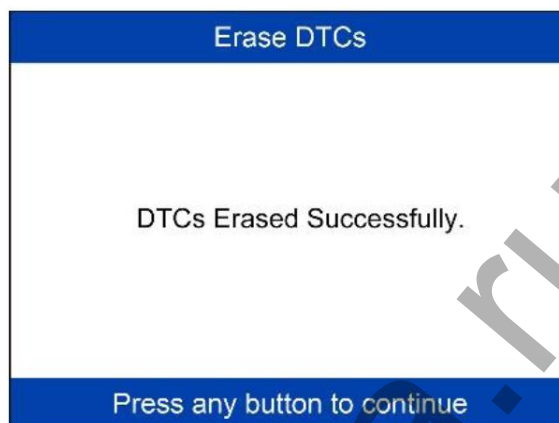 Erase DTCs
DTCs Erased Successfully.
Press any button to continue